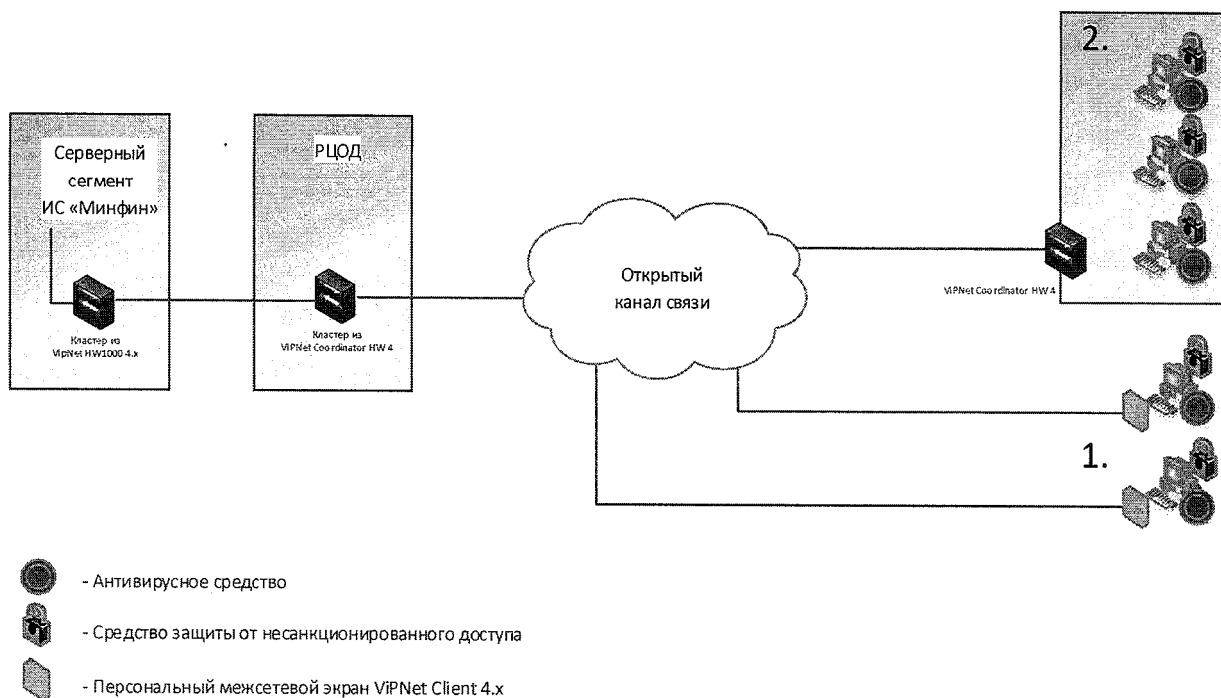 2.
Серверный
сегмент
ИС «Минфин»
РЦОД
Открытый
канал связи
ViPNet Coordinator HW 4
Кластер из
VipNet HW1000 4.x
Кластер из
ViPNet Coordinator HW 4
1.
- Антивирусное средство
- Средство защиты от несанкционированного доступа
- Персональный межсетевой экран ViPNet Client 4.x